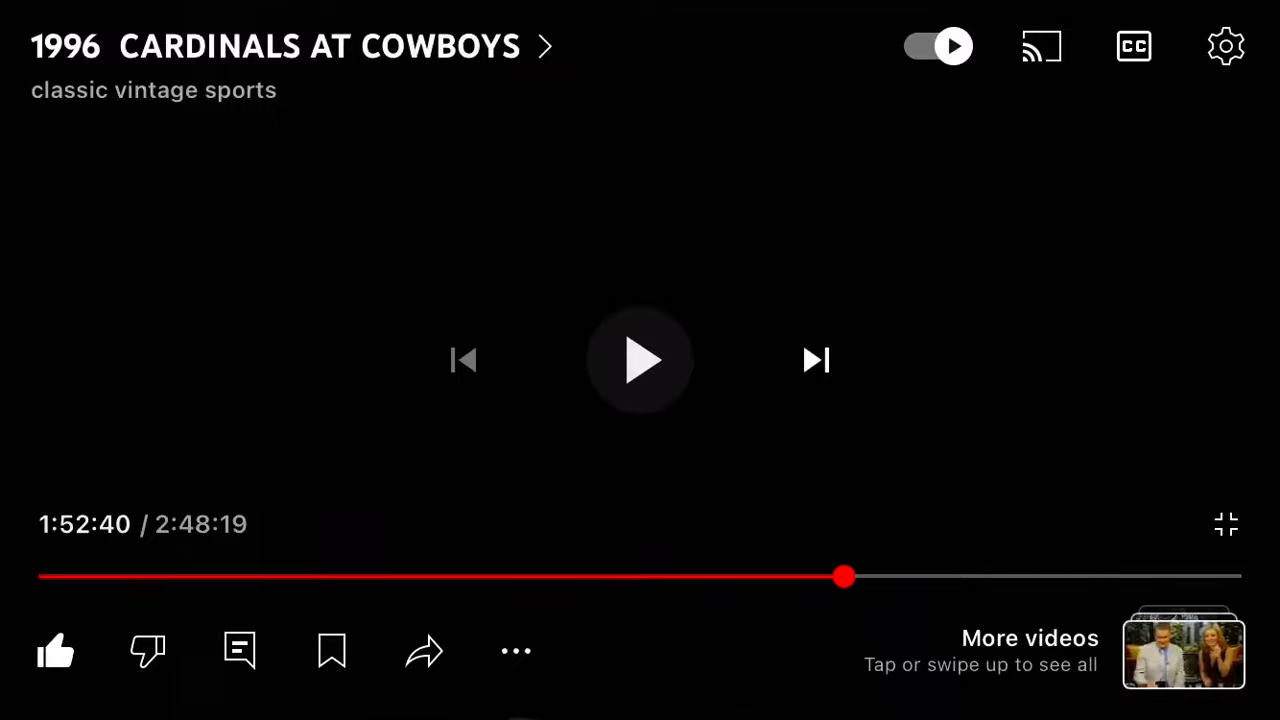 1996 CARDINALS AT COWBOYS
classic vintage sports
CC
1:52:40 / 2:48:19
More videos
Tap or swipe up to see all